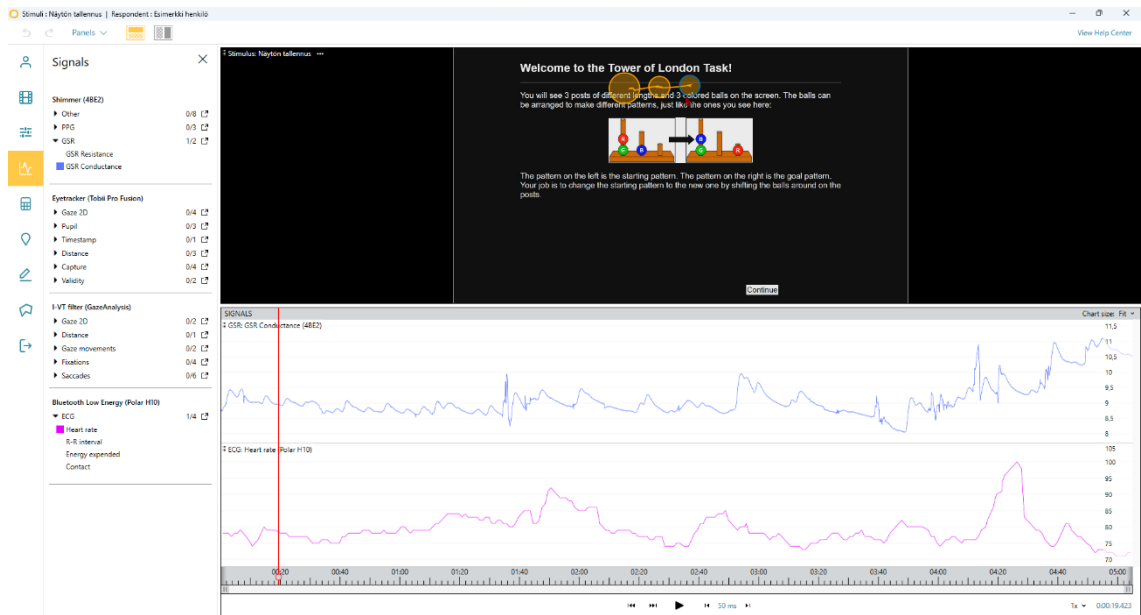 Stimuli : Näytön tallennus | Respondent : Esimerkki henkilö
Panels
View Help Center
Signals
Shimmer (4BE2)
Other 0/8
PPG 0/3
GSR 1/2
GSR Resistance
GSR Conductance
Eyetracker (Tobii Pro Fusion)
Gaze 2D 0/4
Pupil 0/3
Timestamp 0/1
Distance 0/3
Capture 0/4
Validity 0/2
I-VT filter (GazeAnalysis)
Gaze 2D 0/2
Distance 0/1
Gaze movements 0/2
Fixations 0/4
Saccades 0/6
Bluetooth Low Energy (Polar H10)
ECG 1/4
Heart rate
R-R interval
Energy expended
Contact
Stimulus: Näytön tallennus
Welcome to the Tower of London Task!
You will see 3 posts of different lengths and 3 colored balls on the screen. The balls can
be arranged to make different patterns, just like the ones you see here:
R
G B
B
G R
The pattern on the left is the starting pattern. The pattern on the right is the goal pattern.
Your job is to change the starting pattern to the new one by shifting the balls around on the
posts.
Continue
SIGNALS
Chart size: Fit
GSR: GSR Conductance (4BE2)
11,5
11
10,5
10
9,5
9
8,5
8
ECG: Heart rate (Polar H10)
105
100
95
90
85
80
75
70
00:20 00:40 01:00 01:20 01:40 02:00 02:20 02:40 03:00 03:20 03:40 04:00 04:20 04:40 05:00
50 ms
1x 0:00:19.423